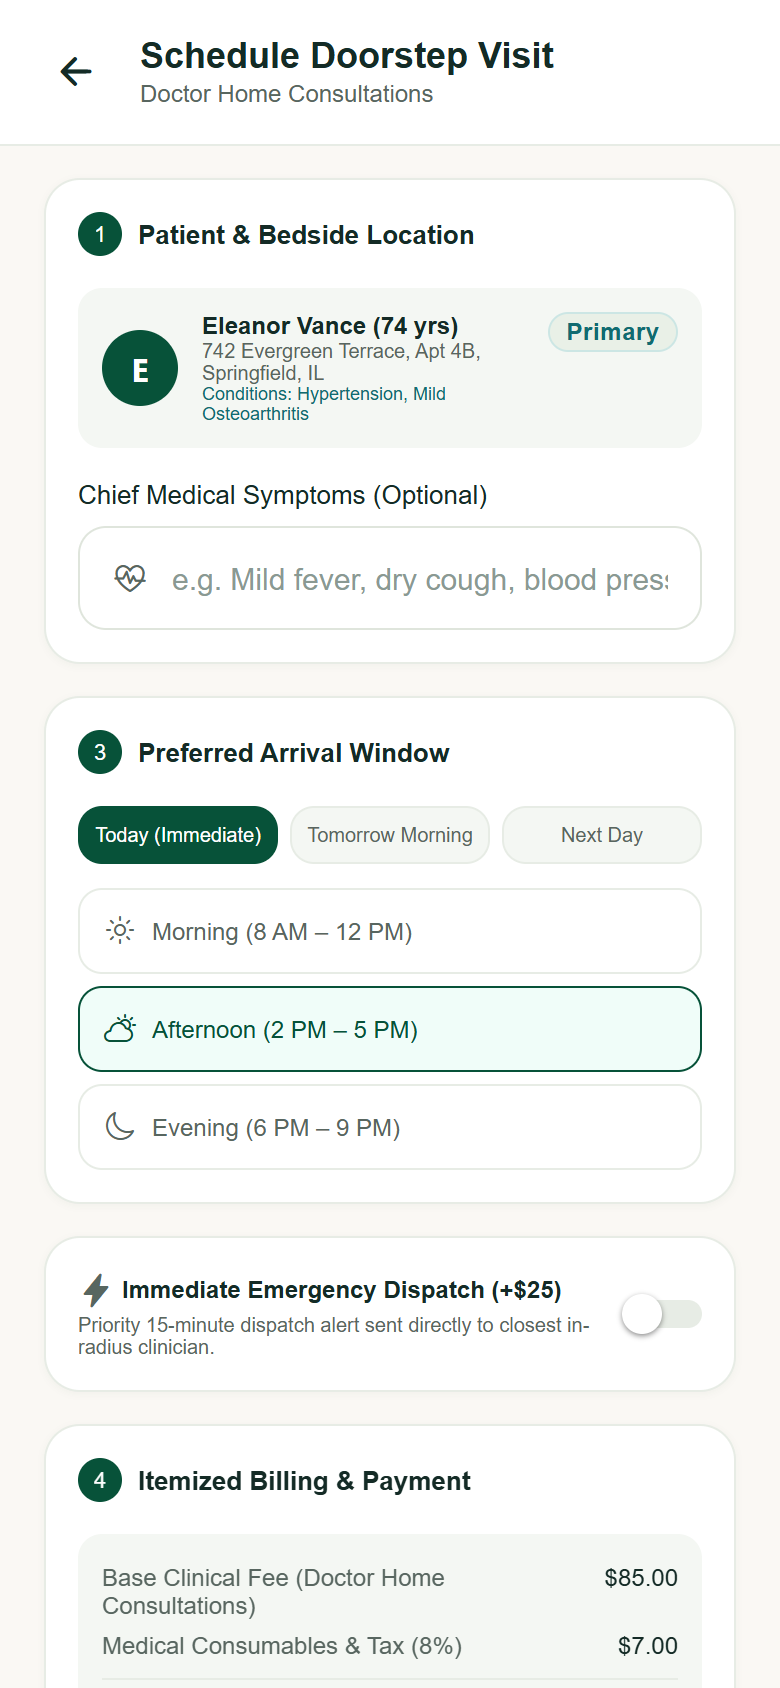 Schedule Doorstep Visit
Doctor Home Consultations
1 Patient & Bedside Location
E
Eleanor Vance (74 yrs)
Primary
742 Evergreen Terrace, Apt 4B,
Springfield, IL
Conditions: Hypertension, Mild
Osteoarthritis
Chief Medical Symptoms (Optional)
e.g. Mild fever, dry cough, blood press
3 Preferred Arrival Window
Today (Immediate) Tomorrow Morning Next Day
Morning (8 AM – 12 PM)
Afternoon (2 PM – 5 PM)
Evening (6 PM – 9 PM)
Immediate Emergency Dispatch (+$25)
Priority 15-minute dispatch alert sent directly to closest in-
radius clinician.
4 Itemized Billing & Payment
Base Clinical Fee (Doctor Home $85.00
Consultations)
Medical Consumables & Tax (8%) $7.00